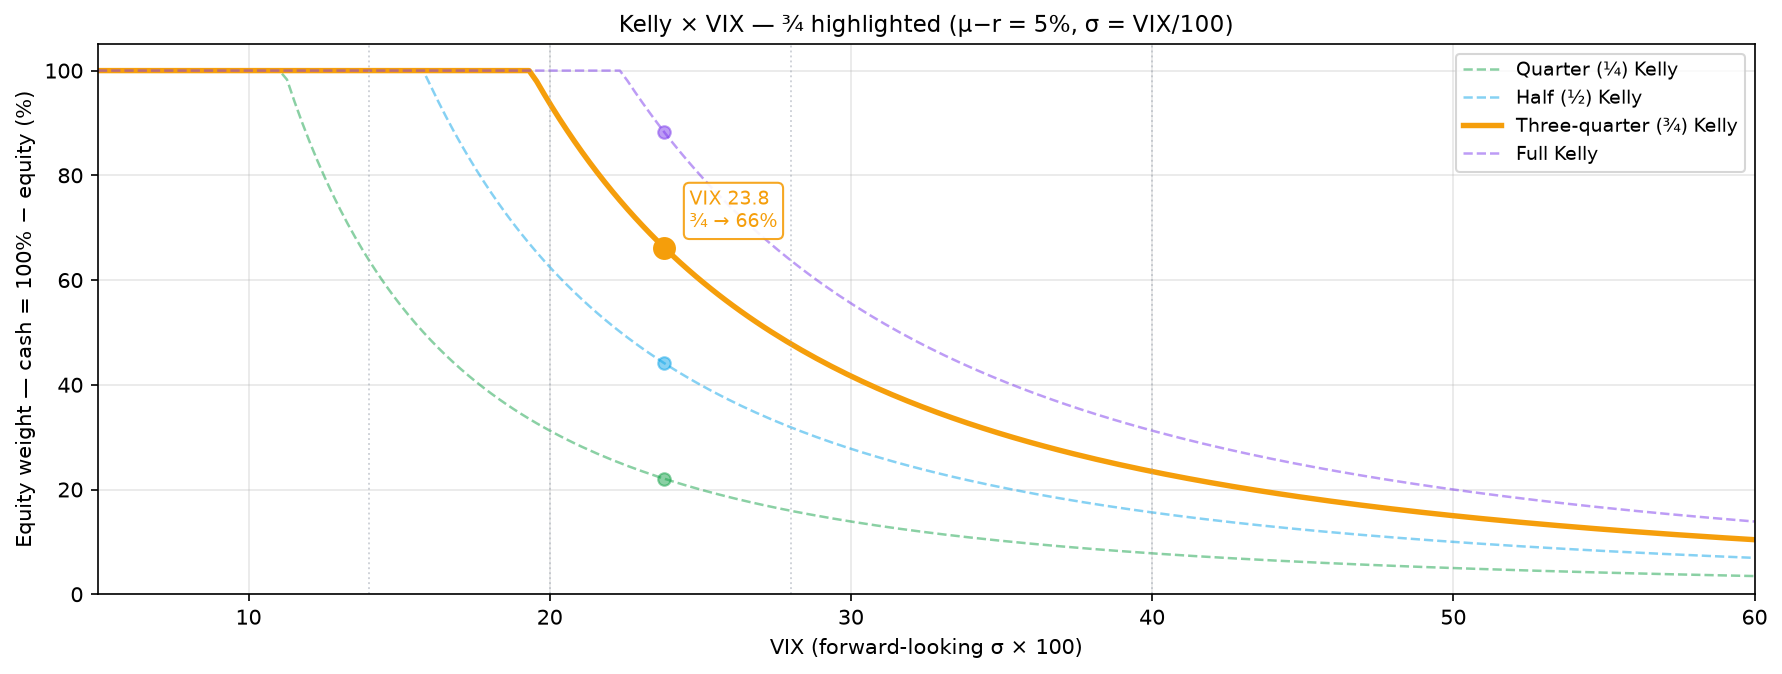 Kelly × VIX — ¾ highlighted (μ−r = 5%, σ = VIX/100)
Equity weight — cash = 100% − equity (%)
100
80
60
40
20
0
Quarter (¼) Kelly
Half (½) Kelly
Three-quarter (¾) Kelly
Full Kelly
VIX 23.8
¾ → 66%
10
20
30
40
50
60
VIX (forward-looking σ × 100)